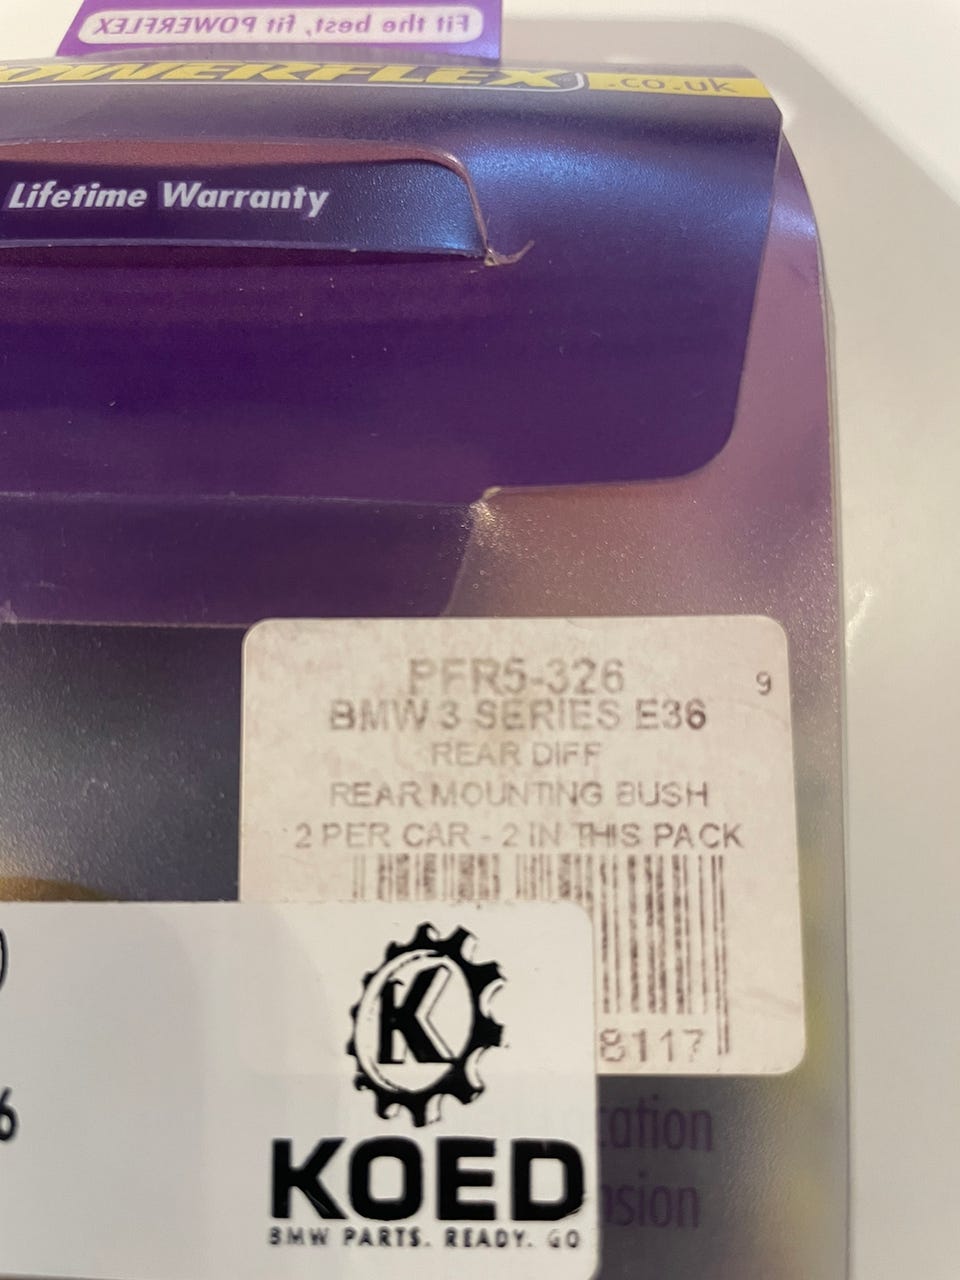 Fit the best, fit POWERFLEX
POWERFLEX .co.uk
Lifetime Warranty
PFR5-326
9
BMW 3 SERIES E36
REAR DIFF
REAR MOUNTING BUSH
2 PER CAR - 2 IN THIS PACK
8117
K
KOED
BMW PARTS. READY. GO
6